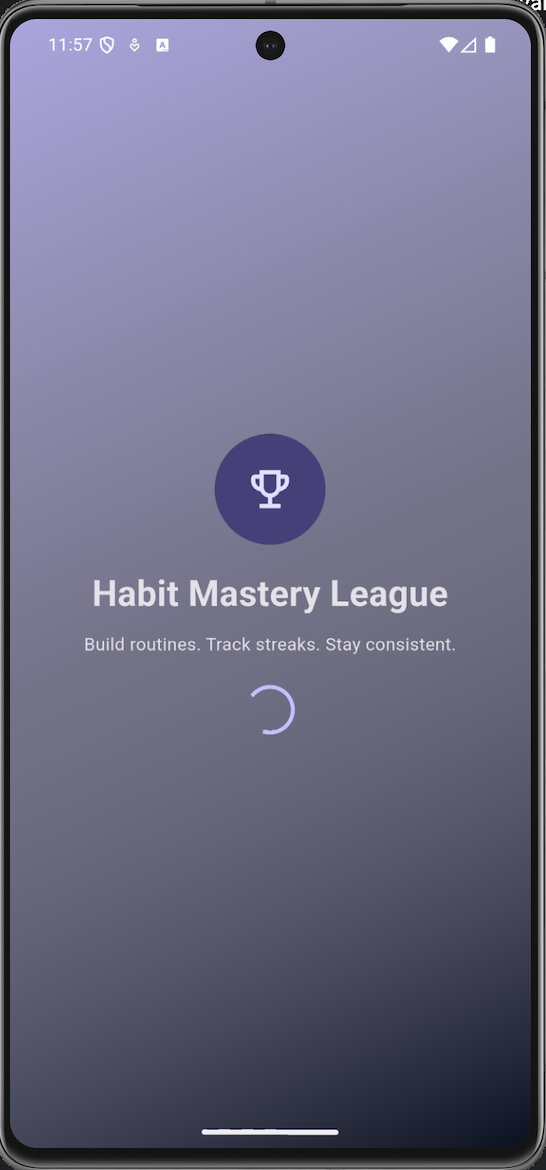 11:57
A
Habit Mastery League
Build routines. Track streaks. Stay consistent.